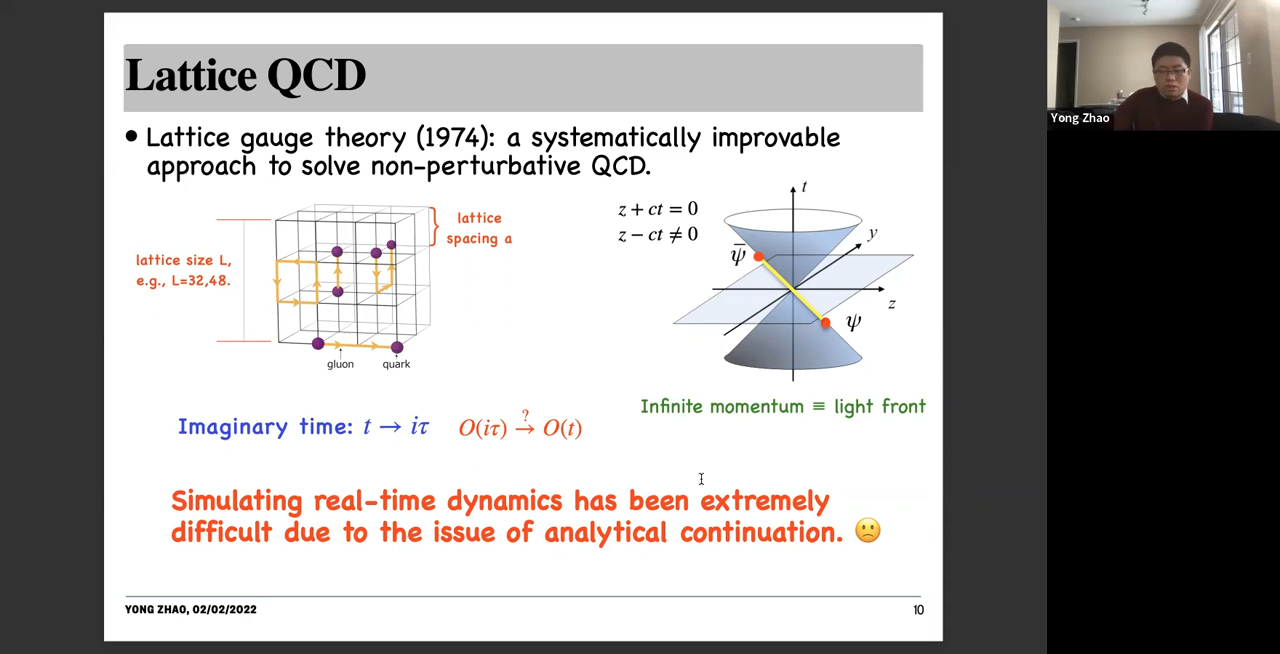 Lattice QCD
• Lattice gauge theory (1974): a systematically improvable
approach to solve non-perturbative QCD.
lattice
spacing a
lattice size L,
e.g., L=32,48.
gluon
quark
z + ct = 0
z − ct ≠ 0
t
y
z
ψ̄
ψ
Infinite momentum ≡ light front
Imaginary time: t → iτ
O(iτ) →? O(t)
Simulating real-time dynamics has been extremely
difficult due to the issue of analytical continuation. 🙁
YONG ZHAO, 02/02/2022
10
Yong Zhao